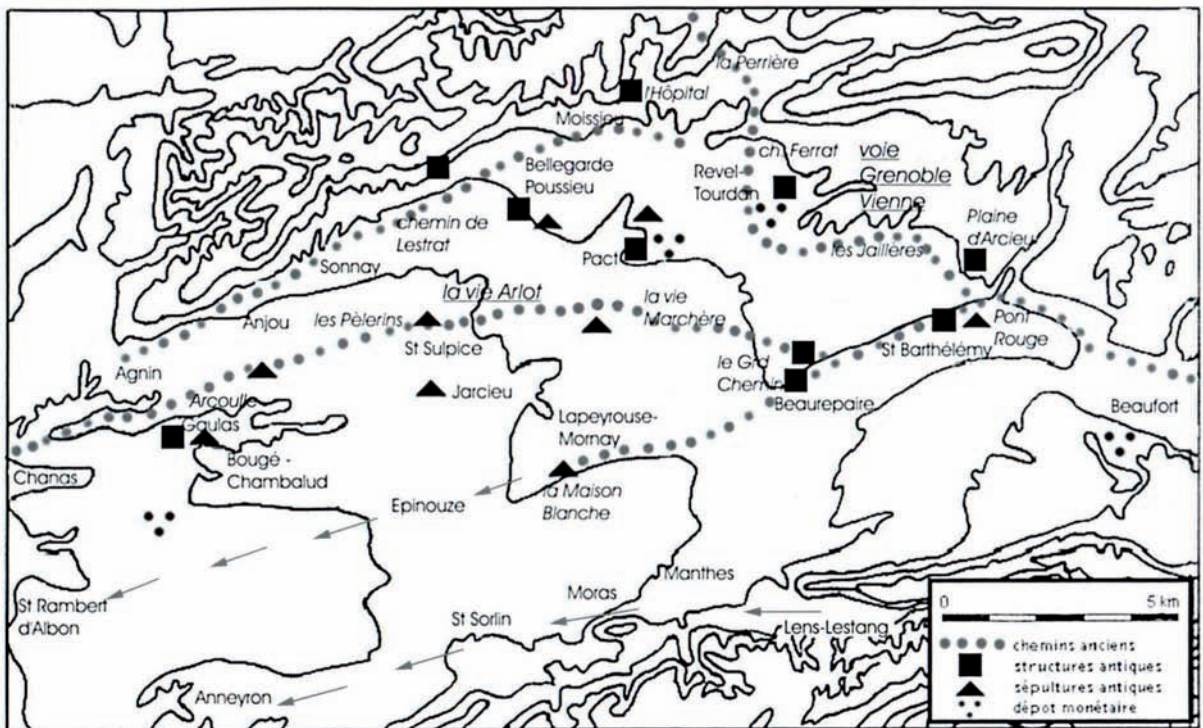 la Perrière
l'Hôpital
Moissieu
ch. Ferrat
voie
Grenoble
Vienne
Bellegarde
Poussieu
Revel-
Tourdan
chemin de
Lestrat
Plaine
d'Arcieu
Pact
les Jaillères
Sonnay
la vie Arlot
la vie
Marchère
Anjou
les Pèlerins
Pont
Rouge
St Sulpice
St Barthélémy
le Grd
Chemin
Agnin
Jarcieu
Beaurepaire
Arcoulle
Gaulas
Lapeyrouse-
Mornay
Beaufort
Bougé -
Chambalud
Chanas
la Maison
Blanche
Epinouze
Manthes
St Rambert
d'Albon
Moras
St Sorlin
Lens-Lestang
Anneyron
0 5 km
chemins anciens
structures antiques
sépultures antiques
dépot monétaire